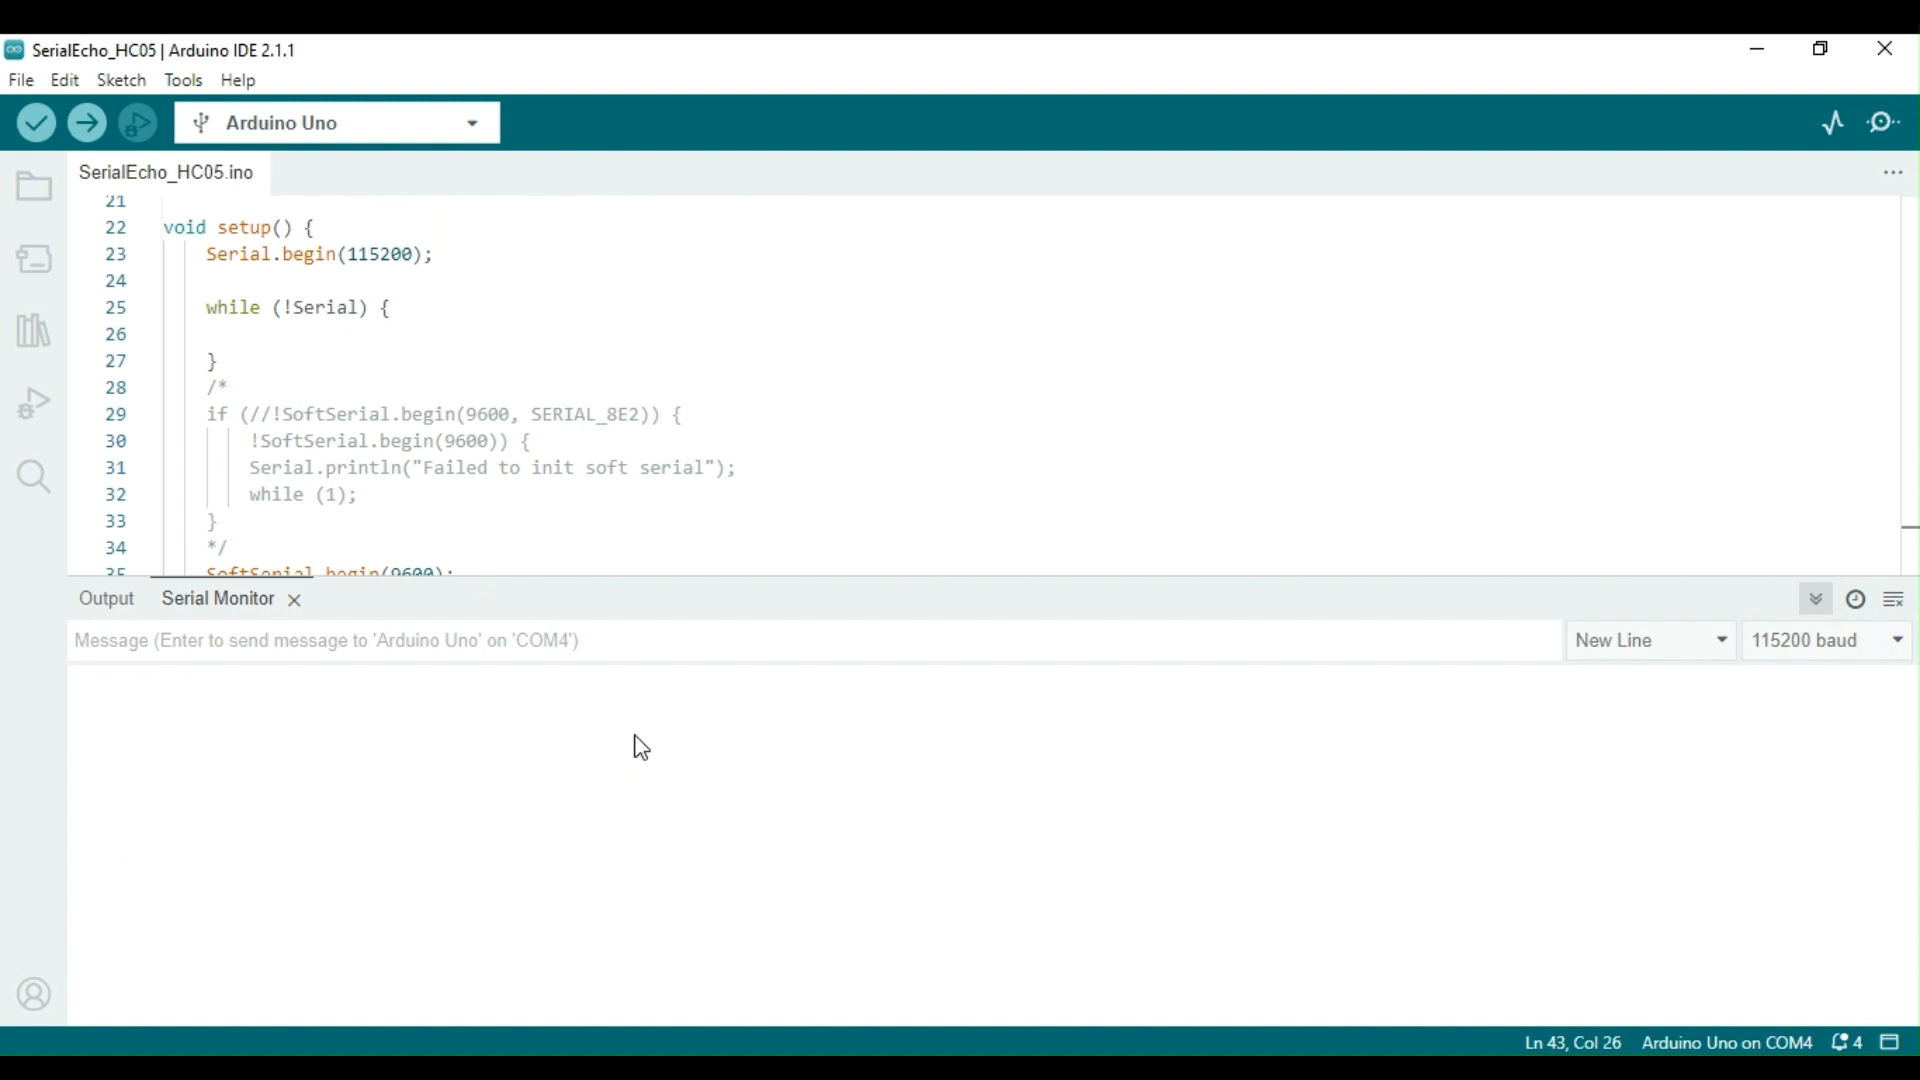 SerialEcho_HC05 | Arduino IDE 2.1.1
File Edit Sketch Tools Help
Arduino Uno
SerialEcho_HC05.ino
21
22 void setup() {
23 Serial.begin(115200);
24
25 while (!Serial) {
26
27 }
28 /*
29 if (//!SoftSerial.begin(9600, SERIAL_8E2)) {
30 !SoftSerial.begin(9600)) {
31 Serial.println("Failed to init soft serial");
32 while (1);
33 }
34 */
35 SoftSerial.begin(9600);
Output Serial Monitor
Message (Enter to send message to 'Arduino Uno' on 'COM4') New Line 115200 baud
Ln 43, Col 26 Arduino Uno on COM4 4